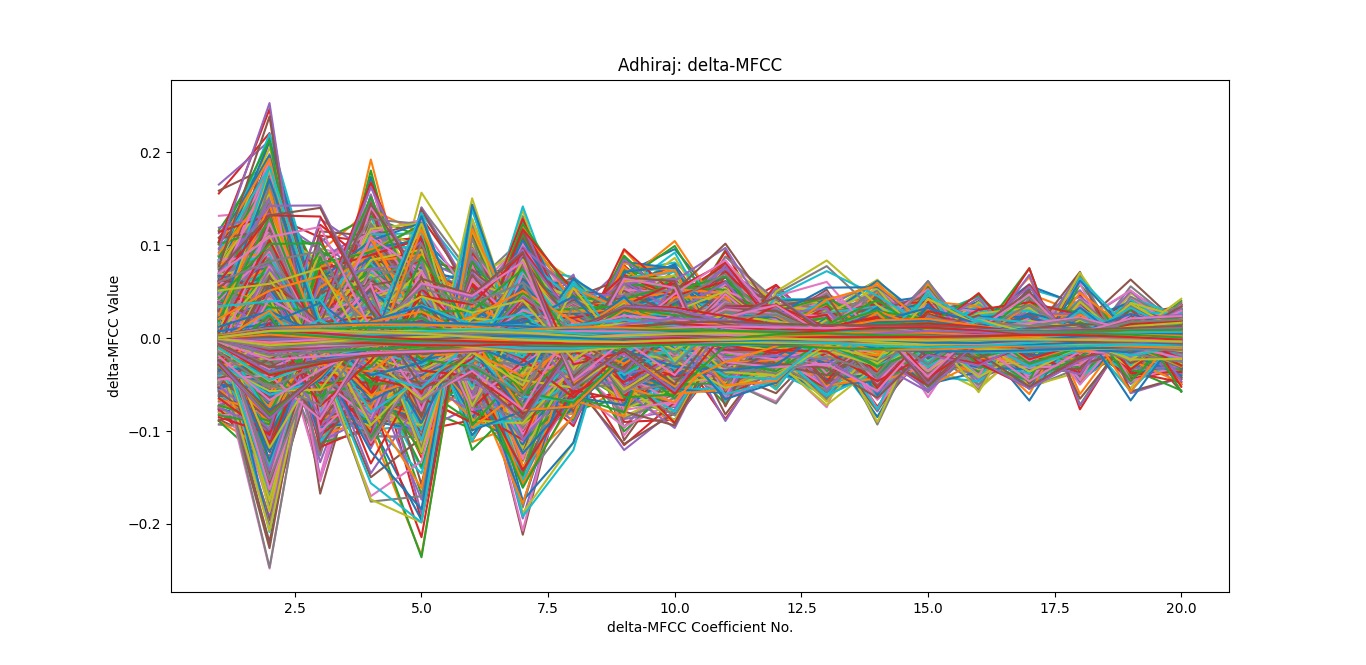 Adhiraj: delta-MFCC
delta-MFCC Value
0.2
0.1
0.0
−0.1
−0.2
2.5 5.0 7.5 10.0 12.5 15.0 17.5 20.0
delta-MFCC Coefficient No.